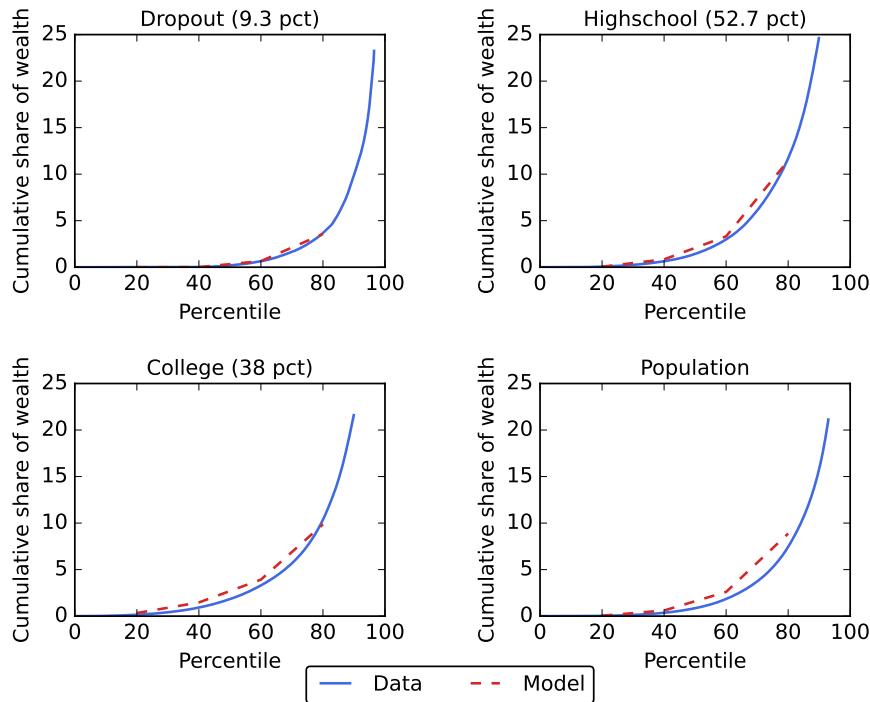 Dropout (9.3 pct)
Cumulative share of wealth
25
20
15
10
5
0
0 20 40 60 80 100
Percentile
Highschool (52.7 pct)
Cumulative share of wealth
25
20
15
10
5
0
0 20 40 60 80 100
Percentile
College (38 pct)
Cumulative share of wealth
25
20
15
10
5
0
0 20 40 60 80 100
Percentile
Population
Cumulative share of wealth
25
20
15
10
5
0
0 20 40 60 80 100
Percentile
Data Model